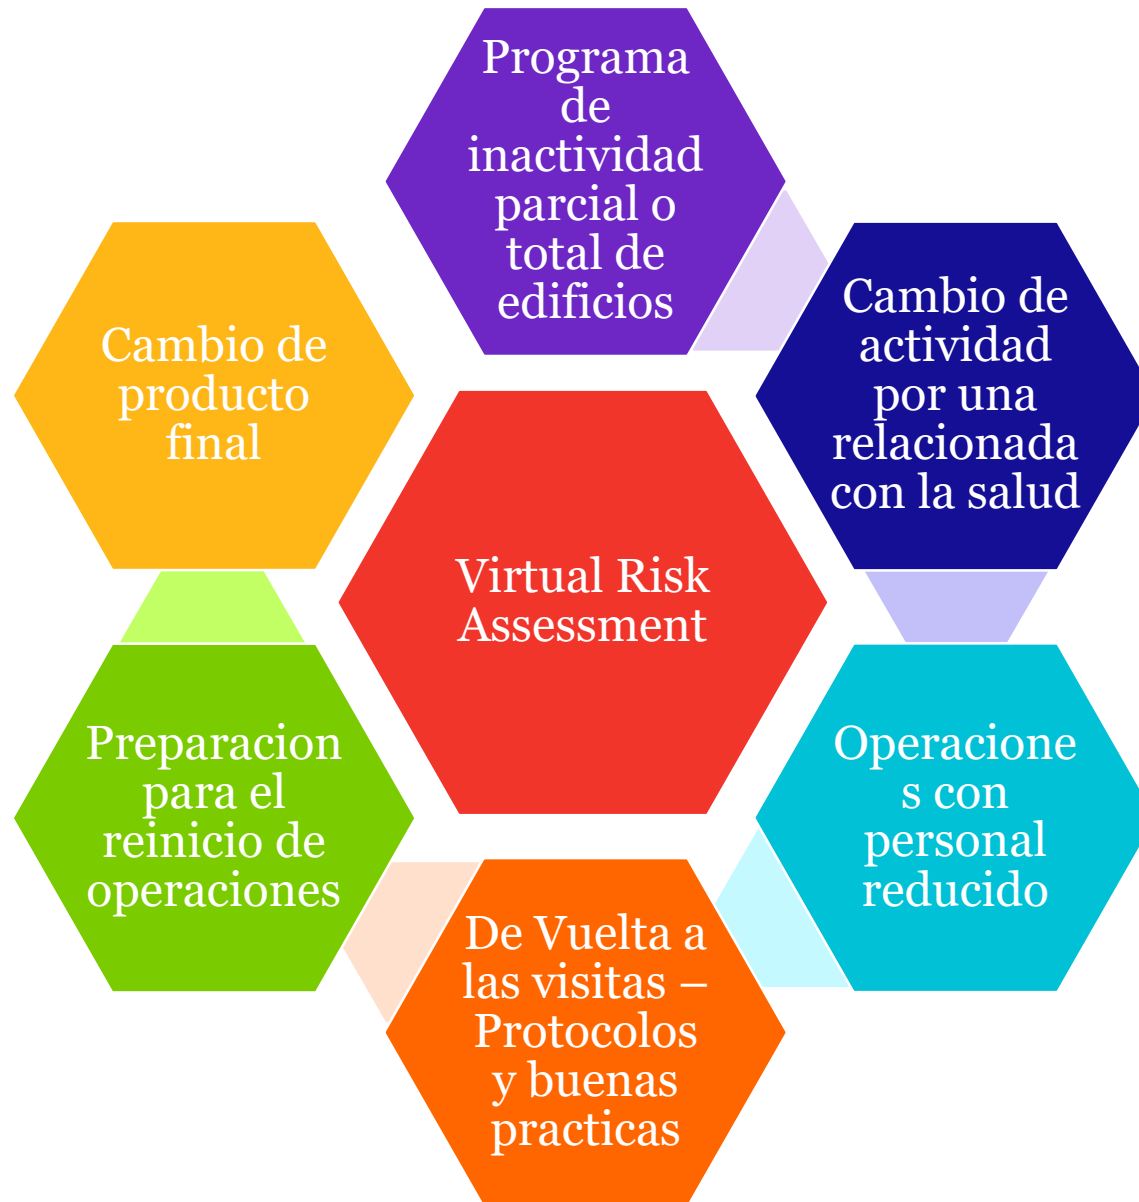 Programa
de
inactividad
parcial o
total de
edificios
Cambio de
actividad
por una
relacionada
con la salud
Cambio de
producto
final
Virtual Risk
Assessment
Preparacion
para el
reinicio de
operaciones
Operacione
s con
personal
reducido
De Vuelta a
las visitas –
Protocolos
y buenas
practicas